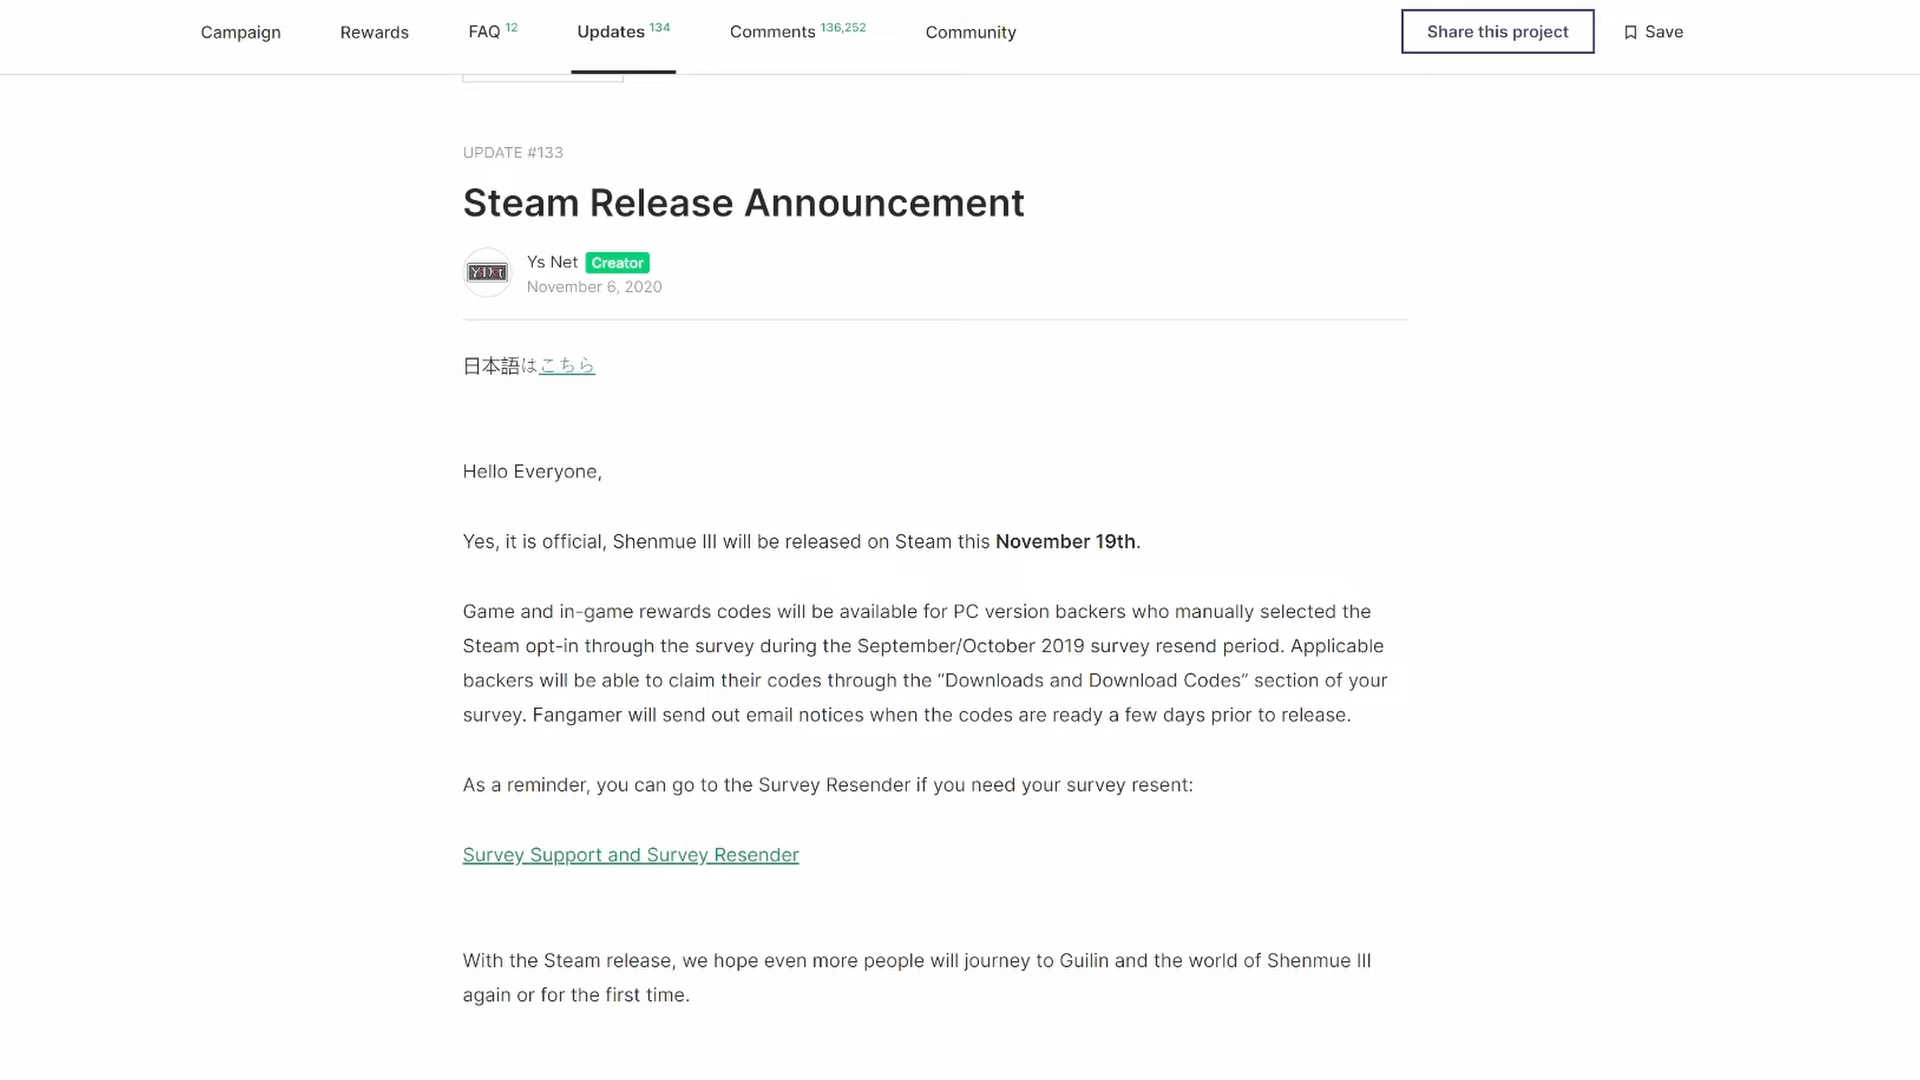 Campaign
Rewards
FAQ 12
Updates 134
Comments 136,252
Community
Share this project
Save
UPDATE #133
Steam Release Announcement
YsNet
Ys Net Creator
November 6, 2020
日本語はこちら
Hello Everyone,
Yes, it is official, Shenmue III will be released on Steam this November 19th.
Game and in-game rewards codes will be available for PC version backers who manually selected the
Steam opt-in through the survey during the September/October 2019 survey resend period. Applicable
backers will be able to claim their codes through the “Downloads and Download Codes” section of your
survey. Fangamer will send out email notices when the codes are ready a few days prior to release.
As a reminder, you can go to the Survey Resender if you need your survey resent:
Survey Support and Survey Resender
With the Steam release, we hope even more people will journey to Guilin and the world of Shenmue III
again or for the first time.